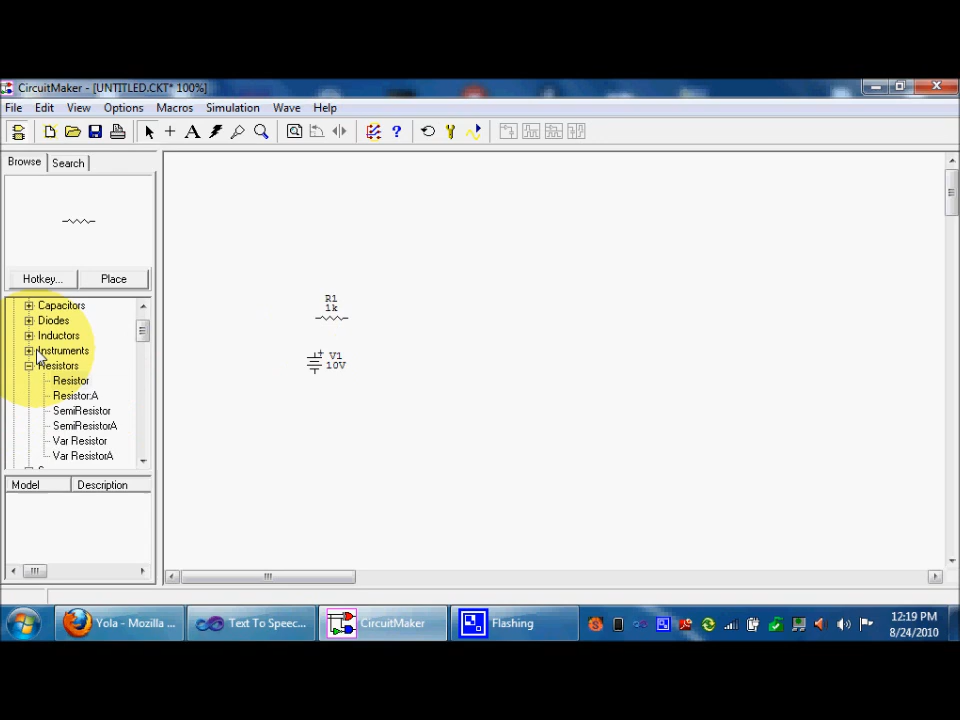 CircuitMaker - [UNTITLED.CKT* 100%]
File Edit View Options Macros Simulation Wave Help
Browse Search
Hotkey... Place
Capacitors
Diodes
Inductors
Instruments
Resistors
Resistor
Resistor:A
SemiResistor
SemiResistorA
Var Resistor
Var ResistorA
Model Description
R1
1k
V1
10V
Yola - Mozilla ...
Text To Speec...
CircuitMaker
Flashing
12:19 PM
8/24/2010